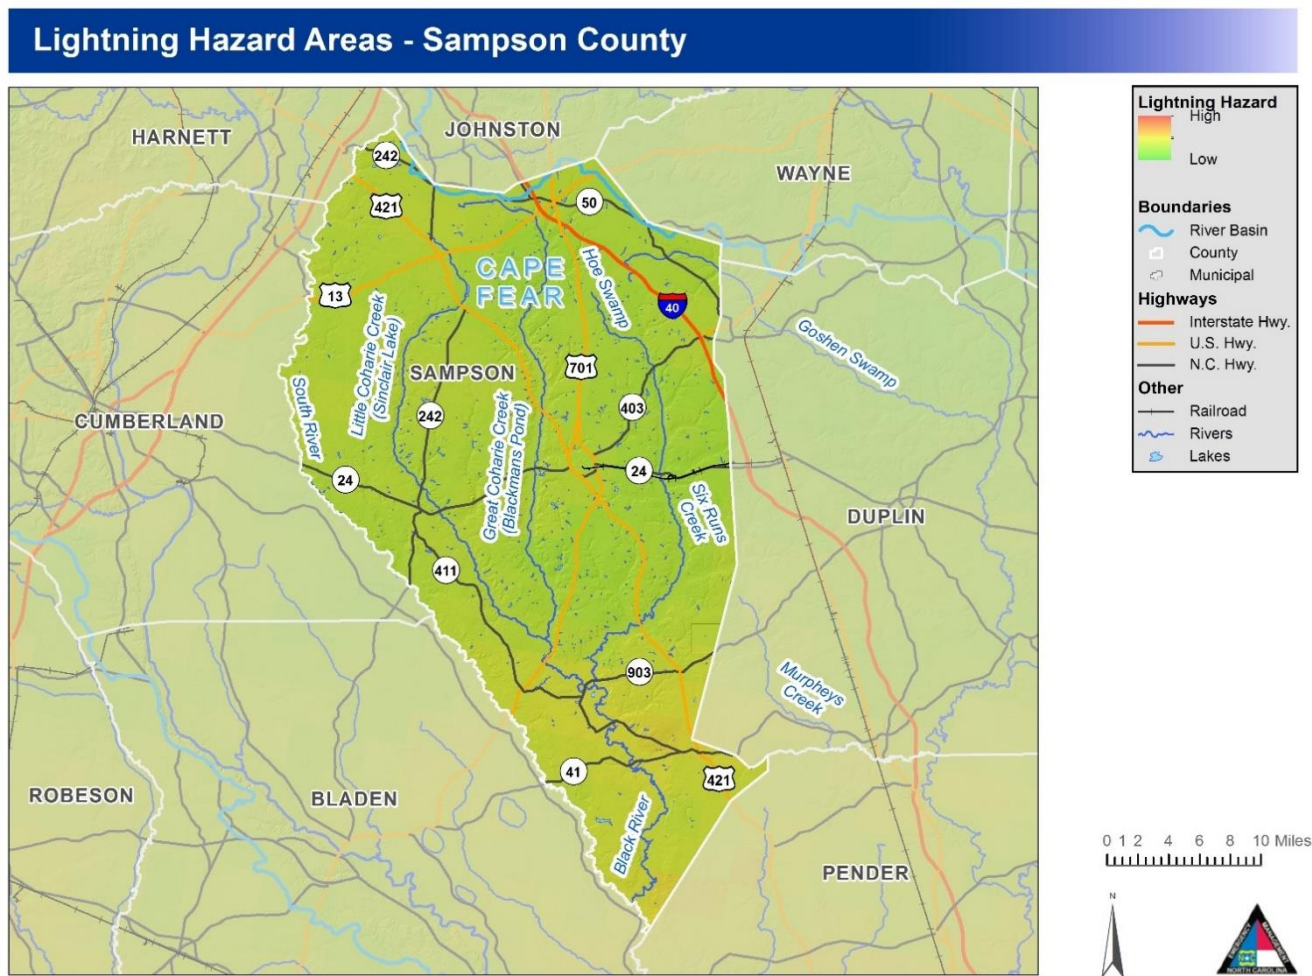 Lightning Hazard Areas - Sampson County
HARNETT
JOHNSTON
WAYNE
242
421
50
CAPE
FEAR
Hoe Swamp
13
40
Little Coharie Creek
(Sinclair Lake)
Goshen Swamp
SAMPSON
701
South River
CUMBERLAND
242
403
Great Coharie Creek
(Blackmans Pond)
24
24
Six Runs
Creek
DUPLIN
411
903
Murpheys
Creek
41
421
ROBESON
BLADEN
Black River
PENDER
Lightning Hazard
High
Low
Boundaries
River Basin
County
Municipal
Highways
Interstate Hwy.
U.S. Hwy.
N.C. Hwy.
Other
Railroad
Rivers
Lakes
0 1 2 4 6 8 10 Miles
N
EMERGENCY
MANAGEMENT
NORTH CAROLINA